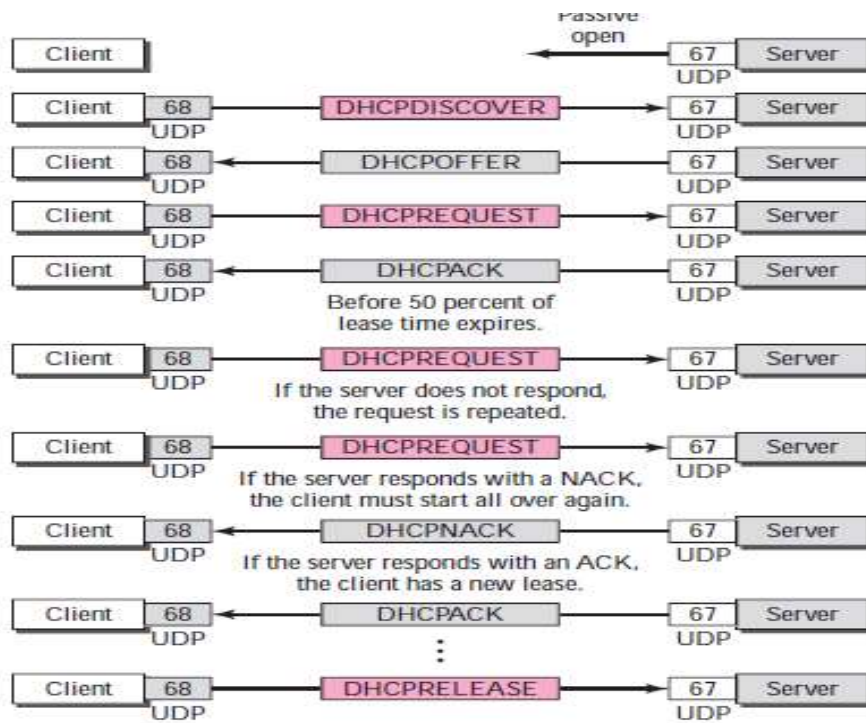 Passive
open
Client 67 Server
UDP
Client 68 DHCPDISCOVER 67 Server
UDP UDP
Client 68 DHCPOFFER 67 Server
UDP UDP
Client 68 DHCPREQUEST 67 Server
UDP UDP
Client 68 DHCPACK 67 Server
UDP UDP
Before 50 percent of
lease time expires.
Client 68 DHCPREQUEST 67 Server
UDP UDP
If the server does not respond,
the request is repeated.
Client 68 DHCPREQUEST 67 Server
UDP UDP
If the server responds with a NACK,
the client must start all over again.
Client 68 DHCPNACK 67 Server
UDP UDP
If the server responds with an ACK,
the client has a new lease.
Client 68 DHCPACK 67 Server
UDP UDP
Client 68 DHCPRELEASE 67 Server
UDP UDP